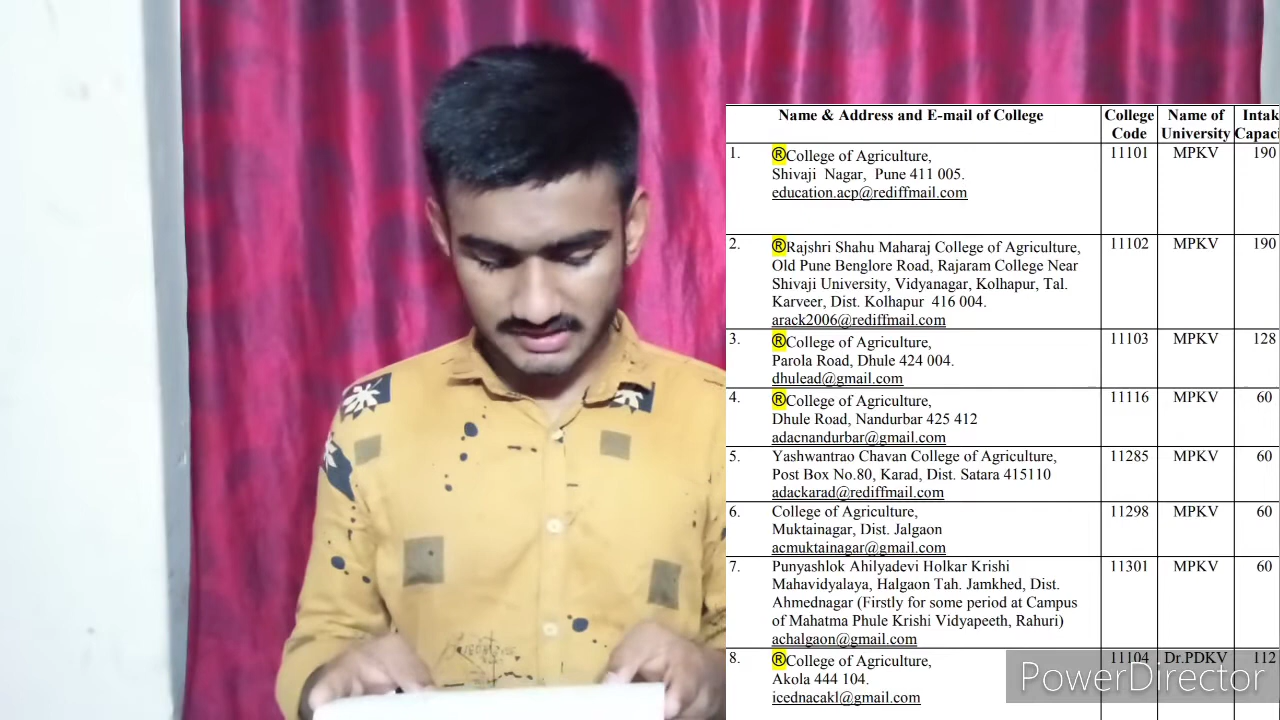 Name & Address and E-mail of College
College Code
Name of University
Intak
Capaci
1.
®College of Agriculture,
Shivaji Nagar, Pune 411 005.
education.acp@rediffmail.com
11101
MPKV
190
2.
®Rajshri Shahu Maharaj College of Agriculture,
Old Pune Benglore Road, Rajaram College Near
Shivaji University, Vidyanagar, Kolhapur, Tal.
Karveer, Dist. Kolhapur 416 004.
arack2006@rediffmail.com
11102
MPKV
190
3.
®College of Agriculture,
Parola Road, Dhule 424 004.
dhulead@gmail.com
11103
MPKV
128
4.
®College of Agriculture,
Dhule Road, Nandurbar 425 412
adacnandurbar@gmail.com
11116
MPKV
60
5.
Yashwantrao Chavan College of Agriculture,
Post Box No.80, Karad, Dist. Satara 415110
adackarad@rediffmail.com
11285
MPKV
60
6.
College of Agriculture,
Muktainagar, Dist. Jalgaon
acmuktainagar@gmail.com
11298
MPKV
60
7.
Punyashlok Ahilyadevi Holkar Krishi
Mahavidyalaya, Halgaon Tah. Jamkhed, Dist.
Ahmednagar (Firstly for some period at Campus
of Mahatma Phule Krishi Vidyapeeth, Rahuri)
achalgaon@gmail.com
11301
MPKV
60
8.
®College of Agriculture,
Akola 444 104.
icednacakl@gmail.com
11104
Dr.PDKV
112
PowerDirector